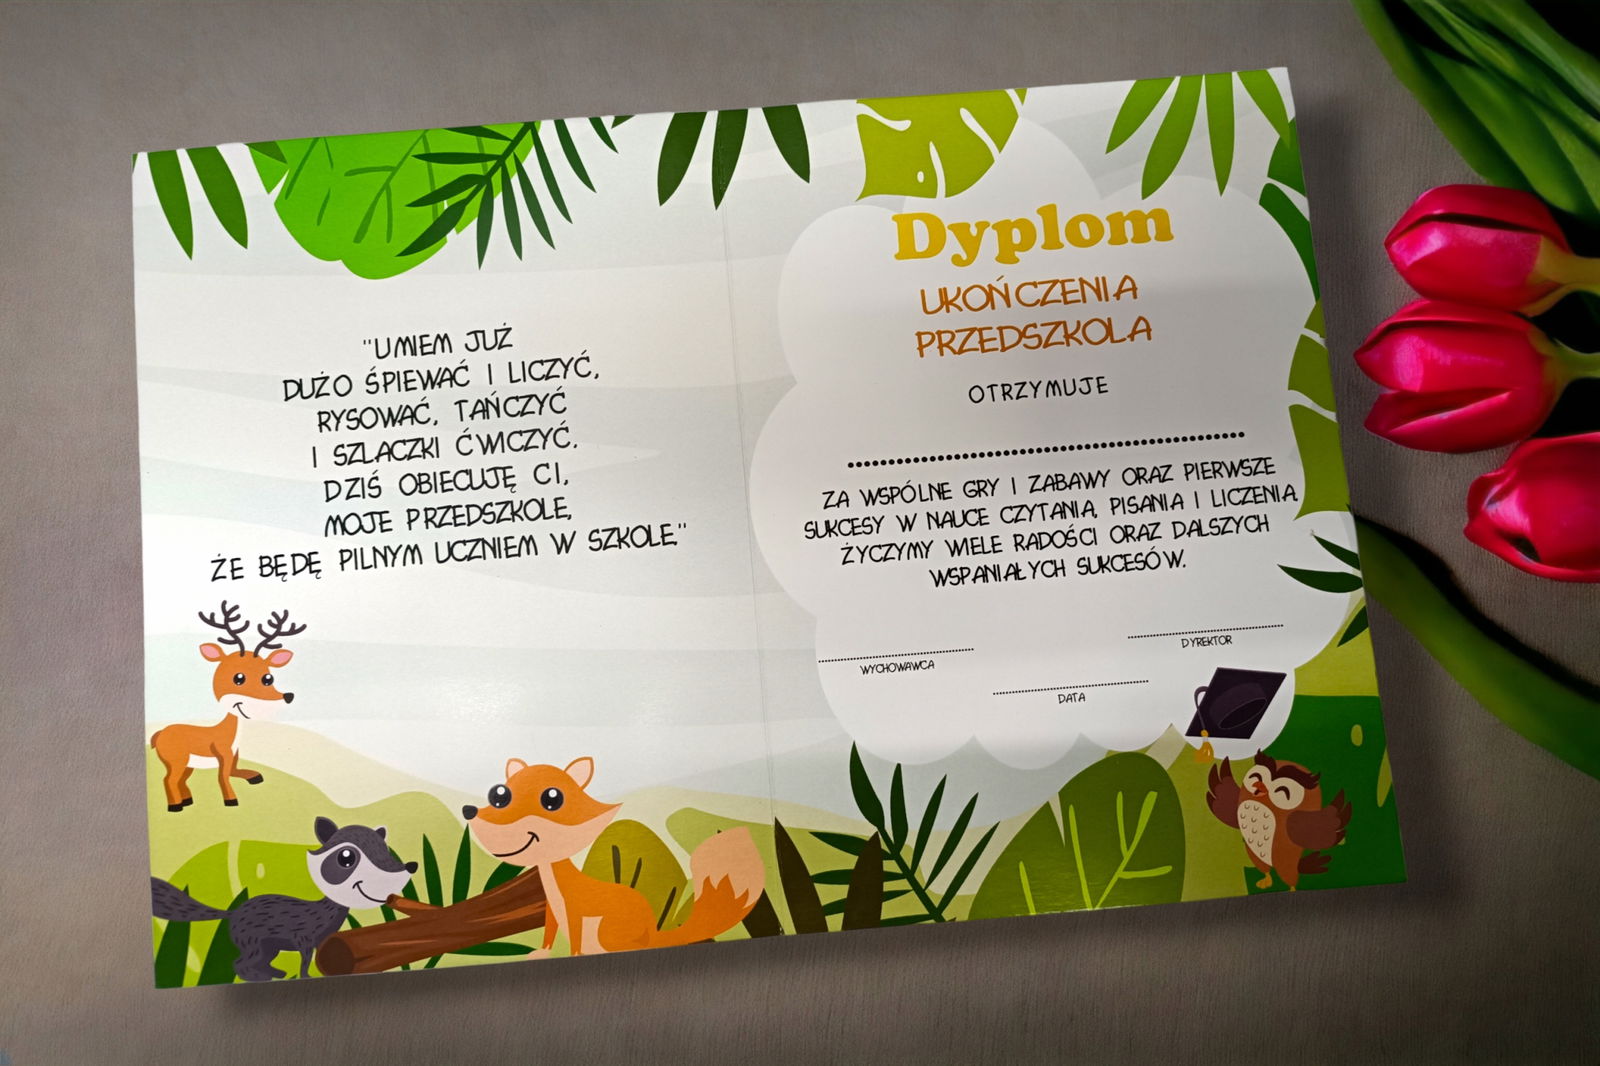 "UMIEM JUŻ
DUŻO ŚPIEWAĆ I LICZYĆ,
RYSOWAĆ, TAŃCZYĆ
I SZLACZKI ĆWICZYĆ.
DZIŚ OBIECUJĘ CI,
MOJE PRZEDSZKOLE,
ŻE BĘDĘ PILNYM UCZNIEM W SZKOLE."
Dyplom
UKOŃCZENIA
PRZEDSZKOLA
OTRZYMUJE
ZA WSPÓLNE GRY I ZABAWY ORAZ PIERWSZE
SUKCESY W NAUCE CZYTANIA, PISANIA I LICZENIA.
ŻYCZYMY WIELE RADOŚCI ORAZ DALSZYCH
WSPANIAŁYCH SUKCESÓW.
WYCHOWAWCA
DYREKTOR
DATA